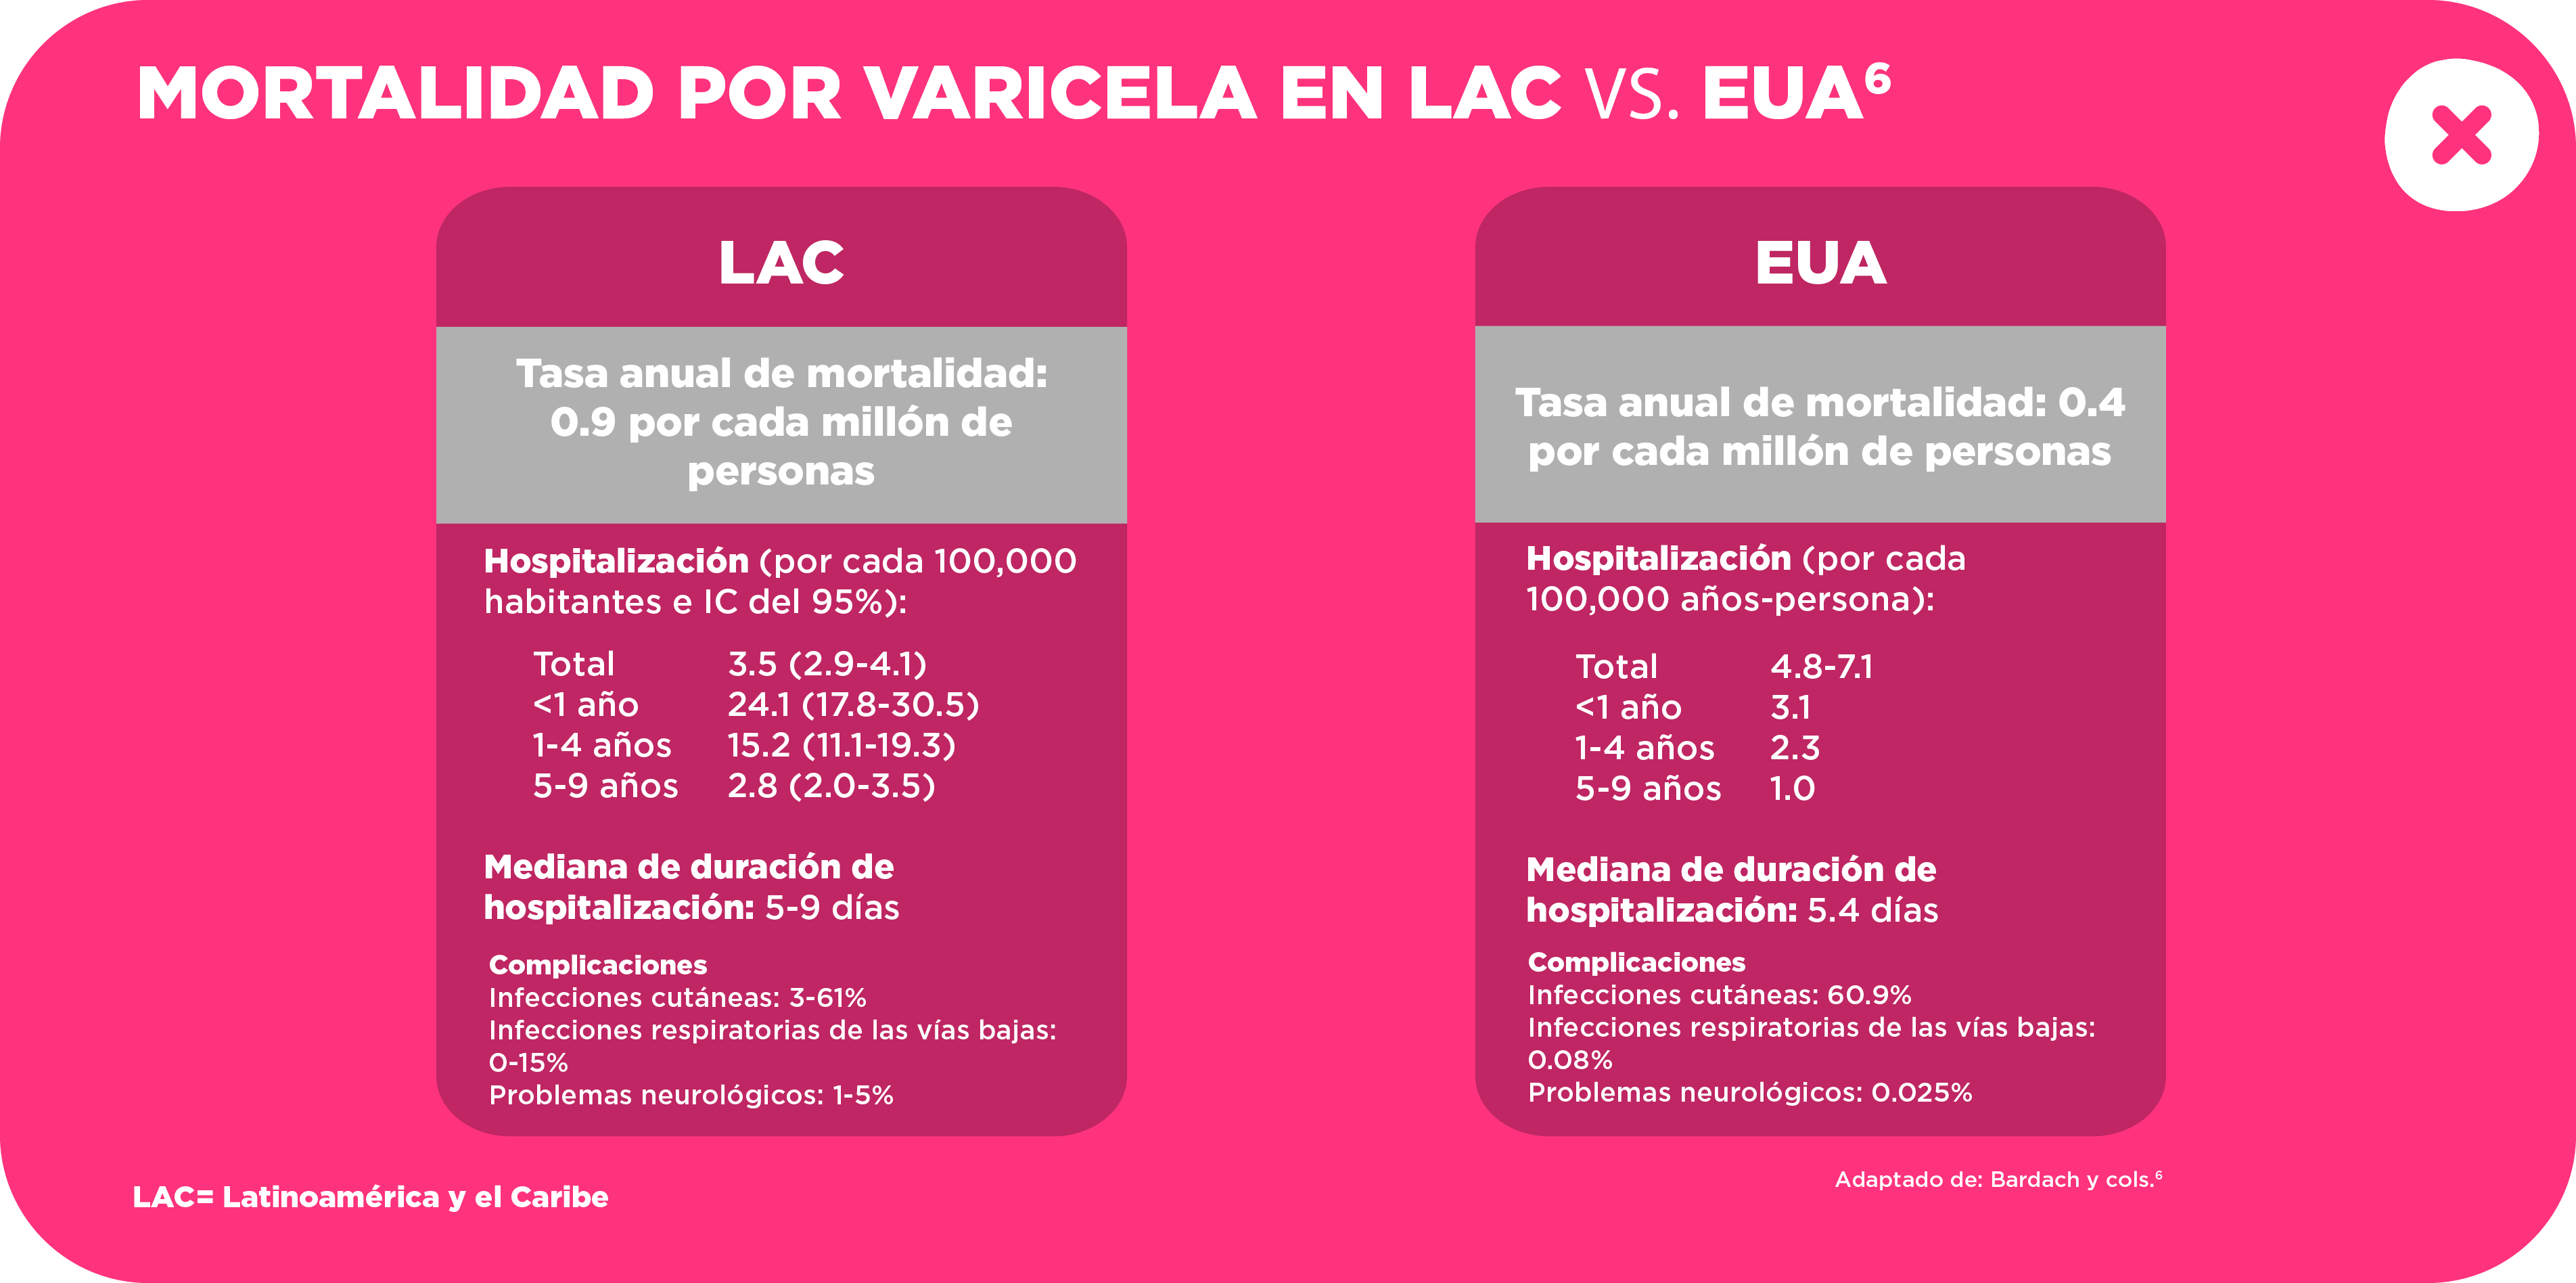 MORTALIDAD POR VARICELA EN LAC VS. EUA⁶
LAC
Tasa anual de mortalidad:
0.9 por cada millón de
personas
Hospitalización (por cada 100,000
habitantes e IC del 95%):
Total 3.5 (2.9-4.1)
<1 año 24.1 (17.8-30.5)
1-4 años 15.2 (11.1-19.3)
5-9 años 2.8 (2.0-3.5)
Mediana de duración de
hospitalización: 5-9 días
Complicaciones
Infecciones cutáneas: 3-61%
Infecciones respiratorias de las vías bajas:
0-15%
Problemas neurológicos: 1-5%
EUA
Tasa anual de mortalidad: 0.4
por cada millón de personas
Hospitalización (por cada
100,000 años-persona):
Total 4.8-7.1
<1 año 3.1
1-4 años 2.3
5-9 años 1.0
Mediana de duración de
hospitalización: 5.4 días
Complicaciones
Infecciones cutáneas: 60.9%
Infecciones respiratorias de las vías bajas:
0.08%
Problemas neurológicos: 0.025%
Adaptado de: Bardach y cols.⁶
LAC= Latinoamérica y el Caribe